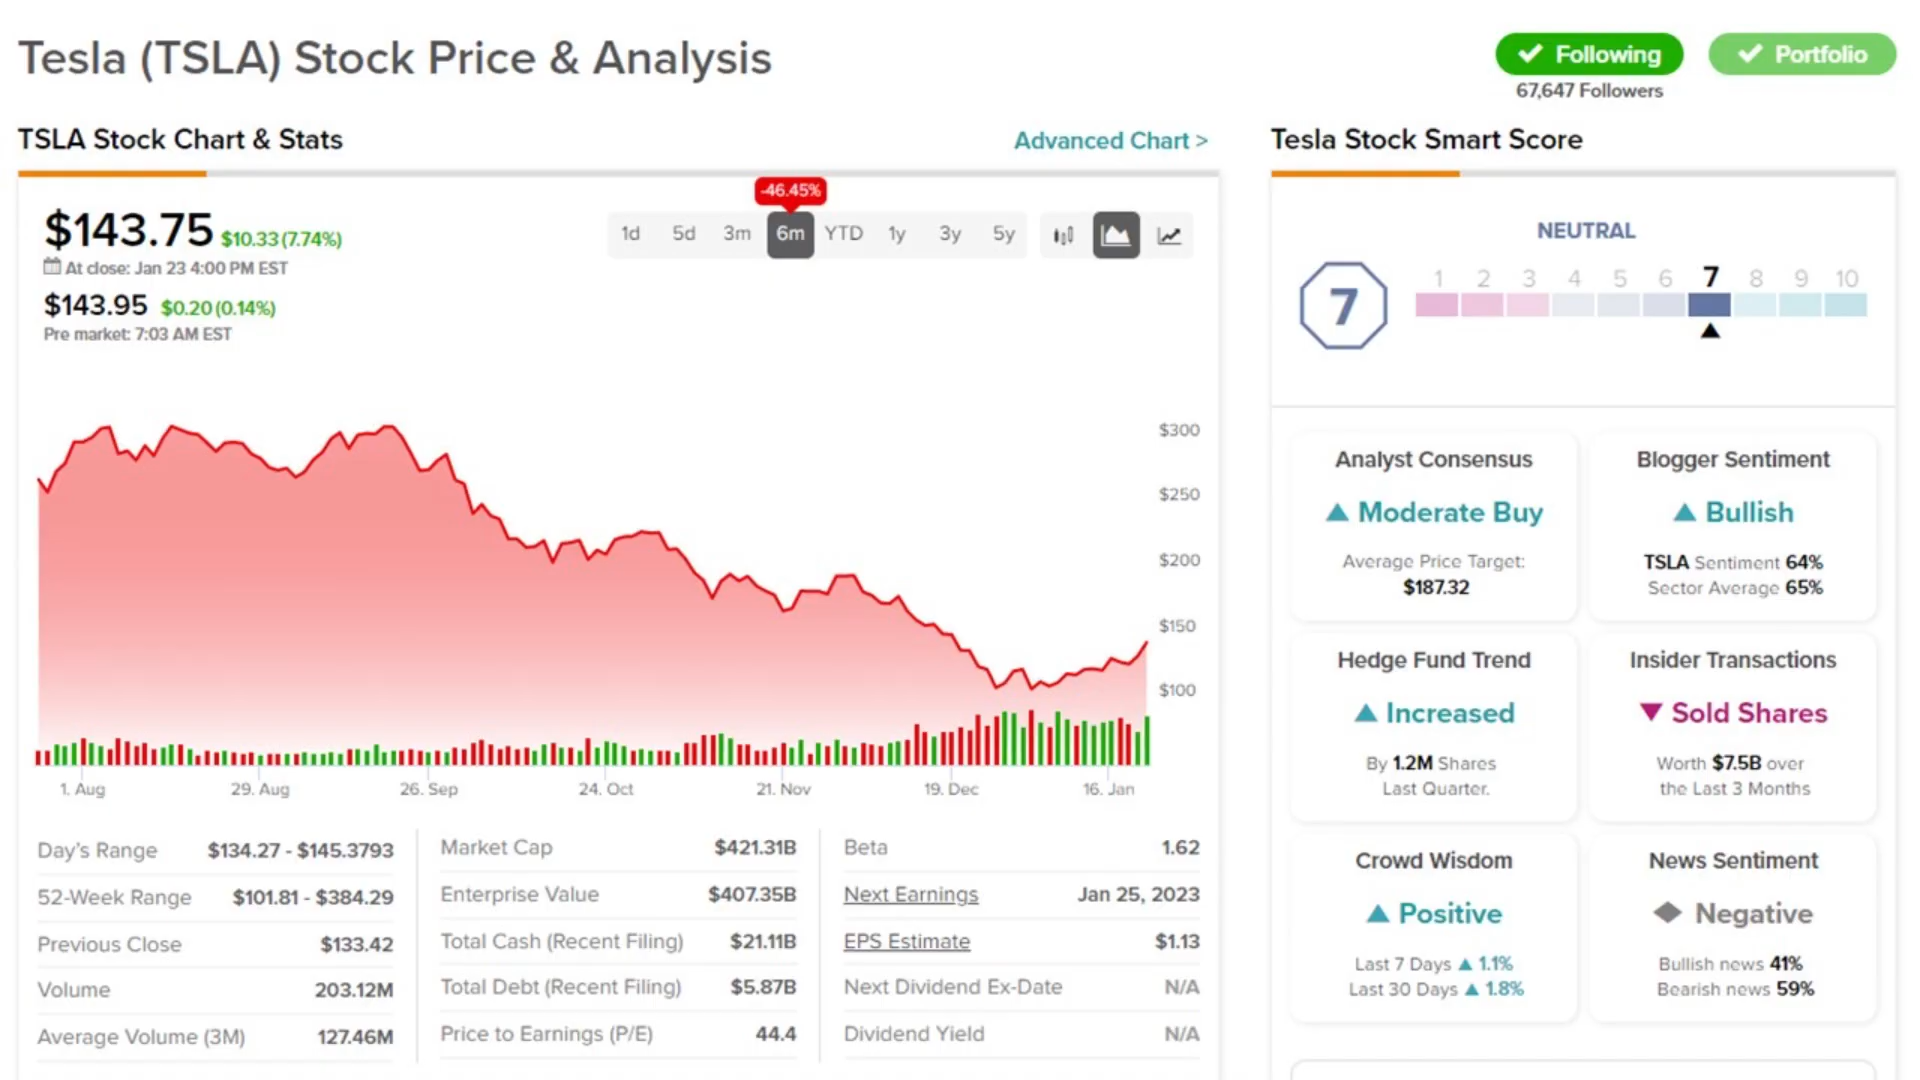 Tesla (TSLA) Stock Price & Analysis
Following
Portfolio
67,647 Followers
TSLA Stock Chart & Stats
Advanced Chart >
$143.75 $10.33 (7.74%)
At close: Jan 23 4:00 PM EST
$143.95 $0.20 (0.14%)
Pre market: 7:03 AM EST
-46.45%
1d 5d 3m 6m YTD 1y 3y 5y
$300
$250
$200
$150
$100
1. Aug 29. Aug 26. Sep 24. Oct 21. Nov 19. Dec 16. Jan
Day's Range $134.27 - $145.3793
52-Week Range $101.81 - $384.29
Previous Close $133.42
Volume 203.12M
Average Volume (3M) 127.46M
Market Cap $421.31B
Enterprise Value $407.35B
Total Cash (Recent Filing) $21.11B
Total Debt (Recent Filing) $5.87B
Price to Earnings (P/E) 44.4
Beta 1.62
Next Earnings Jan 25, 2023
EPS Estimate $1.13
Next Dividend Ex-Date N/A
Dividend Yield N/A
Tesla Stock Smart Score
NEUTRAL
7
1 2 3 4 5 6 7 8 9 10
Analyst Consensus
Moderate Buy
Average Price Target:
$187.32
Blogger Sentiment
Bullish
TSLA Sentiment 64%
Sector Average 65%
Hedge Fund Trend
Increased
By 1.2M Shares
Last Quarter.
Insider Transactions
Sold Shares
Worth $7.5B over
the Last 3 Months
Crowd Wisdom
Positive
Last 7 Days ▲ 1.1%
Last 30 Days ▲ 1.8%
News Sentiment
Negative
Bullish news 41%
Bearish news 59%